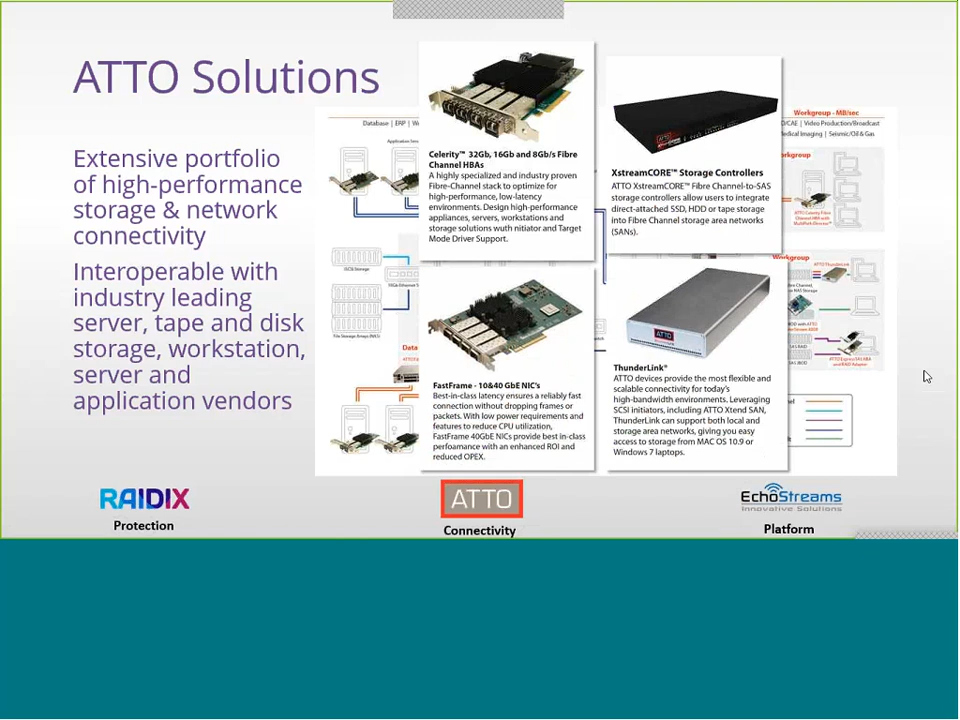 ATTO Solutions
Extensive portfolio
of high-performance
storage & network
connectivity
Interoperable with
industry leading
server, tape and disk
storage, workstation,
server and
application vendors
Database | ERP |
Celerity™ 32Gb, 16Gb and 8Gb/s Fibre
Channel HBAs
A highly specialized and industry proven
Fibre-Channel stack to optimize for
high-performance, low-latency
environments. Design high-performance
appliances, servers, workstations and
storage solutions wuth nitiator and Target
Mode Driver Support.
XstreamCORE™ Storage Controllers
ATTO XstreamCORE™ Fibre Channel-to-SAS
storage controllers allow users to integrate
direct-attached SSD, HDD or tape storage
into Fibre Channel storage area networks
(SANs).
FastFrame - 10&40 GbE NIC's
Best-in-class latency ensures a reliably fast
connection without dropping frames or
packets. With low power requirements and
features to reduce CPU utilization,
FastFrame 40GbE NICs provide best in-class
perfoamance with an enhanced ROI and
reduced OPEX.
ThunderLink®
ATTO devices provide the most flexible and
scalable connectivity for today's
high-bandwidth environments. Leveraging
SCSI initiators, including ATTO Xtend SAN,
ThunderLink can support both local and
storage area networks, giving you easy
access to storage from MAC OS 10.9 or
Windows 7 laptops.
Workgroup - MB/sec
| Video Production/Broadcast
Medical Imaging | Seismic/Oil & Gas
Workgroup
iSCSI Storage
RAIDIX
Protection
ATTO
Connectivity
EchoStreams
Innovative Solutions
Platform